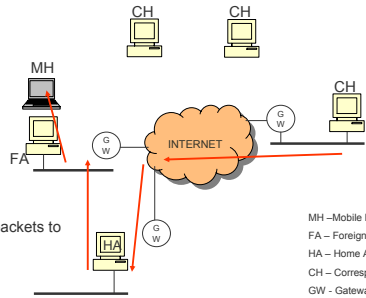 CH
CH
MH
CH
G
W
G
W
INTERNET
FA
G
W
ackets to
HA
MH –Mobile
FA – Foreign
HA – Home
CH – Corresp
GW - Gatewa